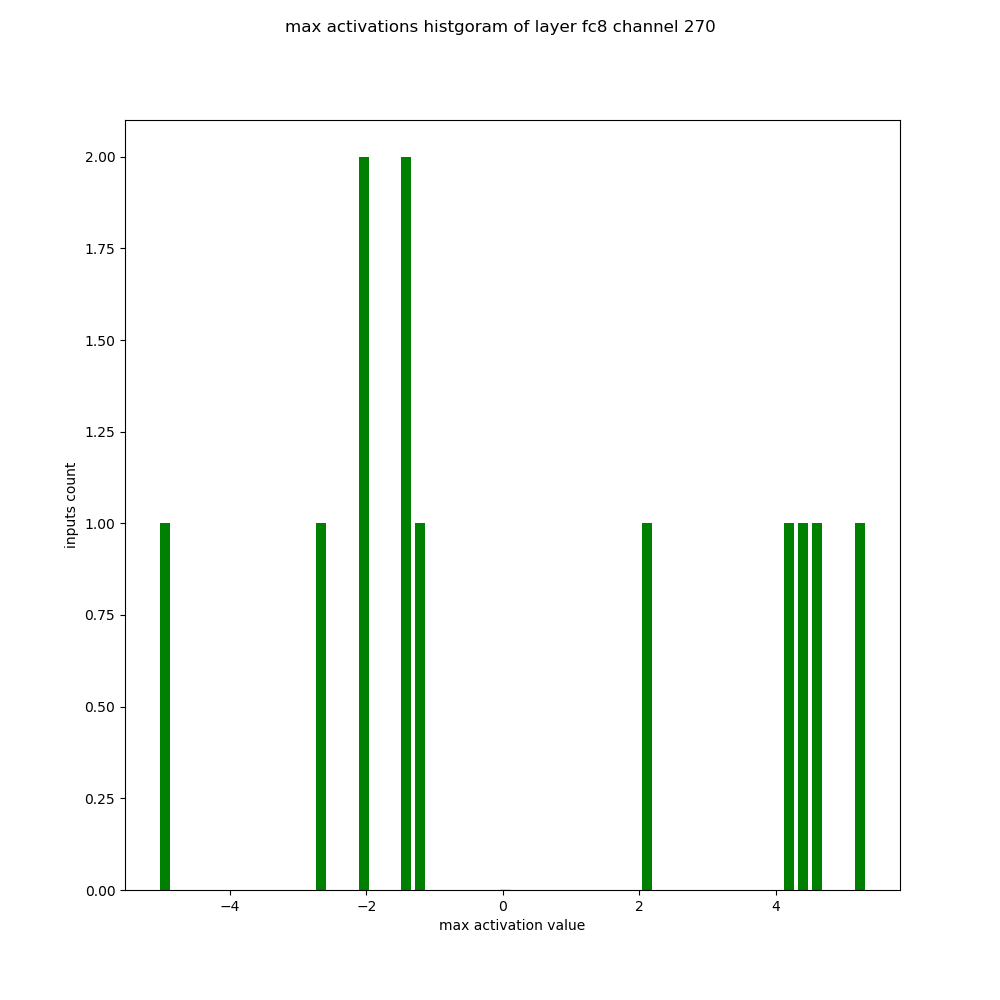 max activations histgoram of layer fc8 channel 270
2.00
1.75
1.50
1.25
1.00
0.75
0.50
0.25
0.00
inputs count
−4 −2 0 2 4
max activation value